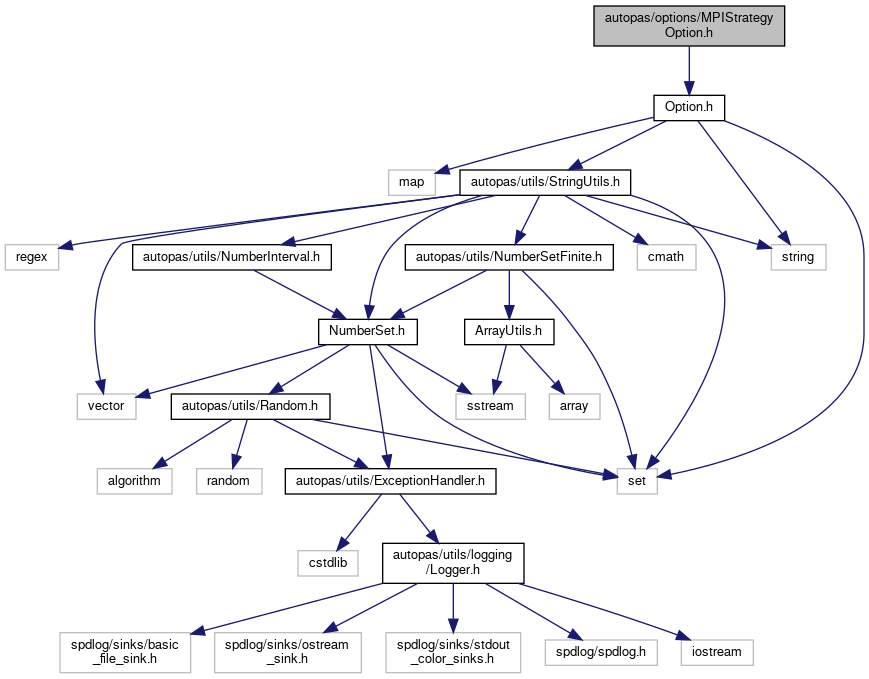 autopas/options/MPIStrategy
Option.h
Option.h
map
autopas/utils/StringUtils.h
regex
autopas/utils/NumberInterval.h
autopas/utils/NumberSetFinite.h
cmath
string
NumberSet.h
ArrayUtils.h
vector
autopas/utils/Random.h
sstream
array
algorithm
random
autopas/utils/ExceptionHandler.h
set
cstdlib
autopas/utils/logging
/Logger.h
spdlog/sinks/basic
_file_sink.h
spdlog/sinks/ostream
_sink.h
spdlog/sinks/stdout
_color_sinks.h
spdlog/spdlog.h
iostream